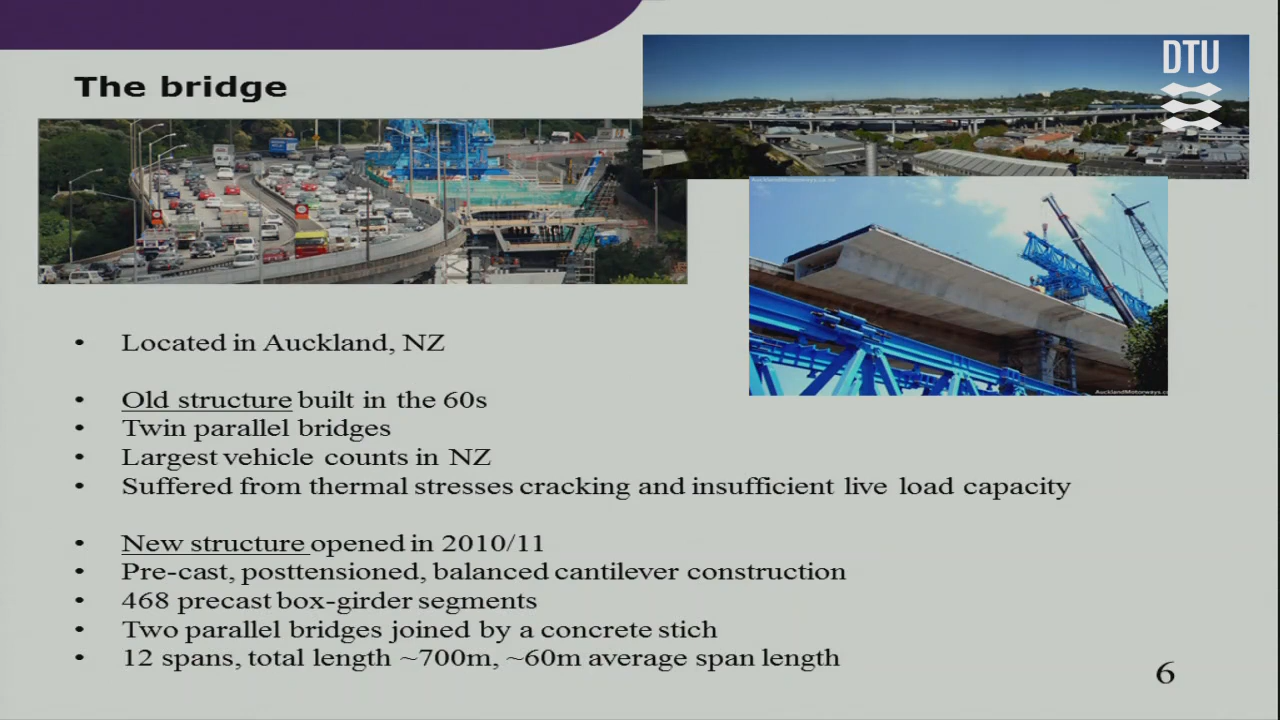 The bridge
DTU
AucklandMotorways.co
• Located in Auckland, NZ
• Old structure built in the 60s
• Twin parallel bridges
• Largest vehicle counts in NZ
• Suffered from thermal stresses cracking and insufficient live load capacity
• New structure opened in 2010/11
• Pre-cast, posttensioned, balanced cantilever construction
• 468 precast box-girder segments
• Two parallel bridges joined by a concrete stich
• 12 spans, total length ~700m, ~60m average span length
6